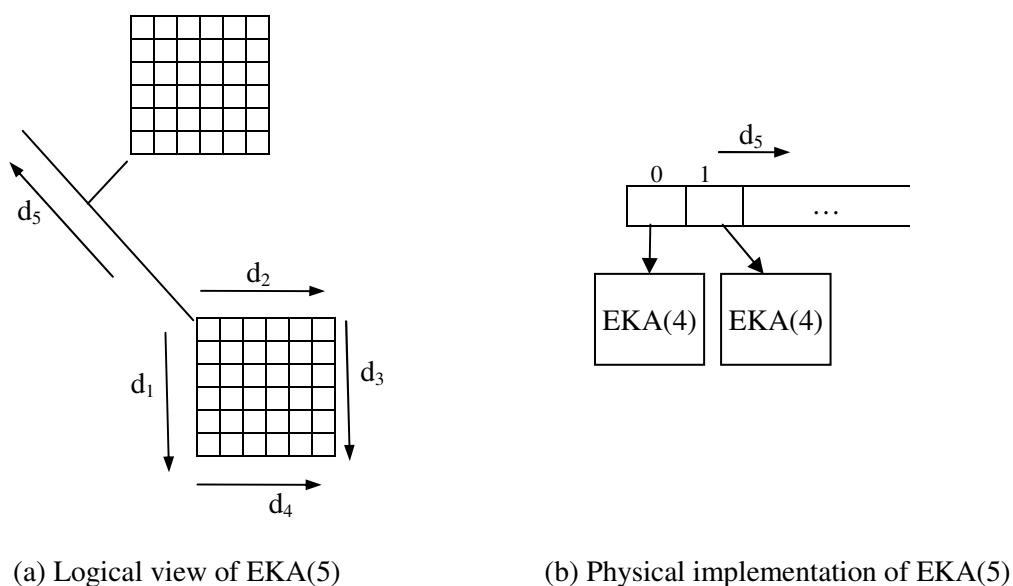 d₅
d₂
d₁
d₃
d₄
(a) Logical view of EKA(5)
d₅
0 1
…
EKA(4) EKA(4)
(b) Physical implementation of EKA(5)